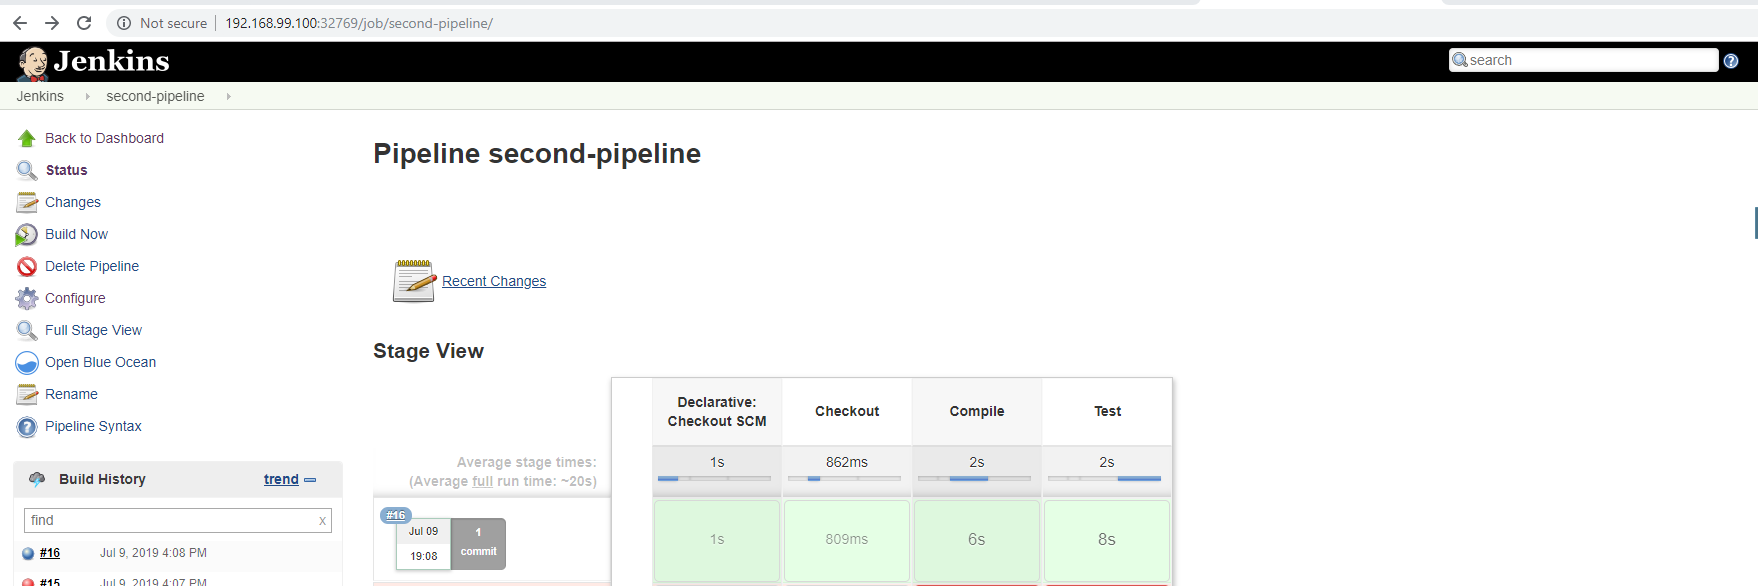 Not secure 192.168.99.100:32769/job/second-pipeline/
Jenkins
search
?
Jenkins
second-pipeline
Back to Dashboard
Status
Changes
Build Now
Delete Pipeline
Configure
Full Stage View
Open Blue Ocean
Rename
? Pipeline Syntax
Build History trend
find x
#16 Jul 9, 2019 4:08 PM
#15 Jul 9, 2019 4:07 PM
Pipeline second-pipeline
Recent Changes
Stage View
Declarative:
Checkout SCM
Checkout
Compile
Test
Average stage times:
(Average full run time: ~20s)
1s
862ms
2s
2s
#16
Jul 09
19:08
1
commit
1s
809ms
6s
8s